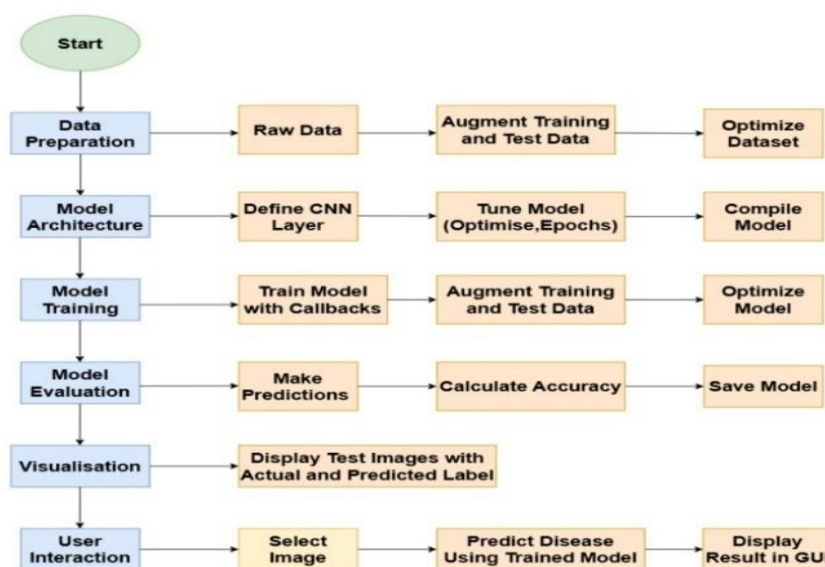 Start
Data
Preparation
Raw Data
Augment Training
and Test Data
Optimize
Dataset
Model
Architecture
Define CNN
Layer
Tune Model
(Optimise,Epochs)
Compile
Model
Model
Training
Train Model
with Callbacks
Augment Training
and Test Data
Optimize
Model
Model
Evaluation
Make
Predictions
Calculate Accuracy
Save Model
Visualisation
Display Test Images with
Actual and Predicted Label
User
Interaction
Select
Image
Predict Disease
Using Trained Model
Display
Result in GUI